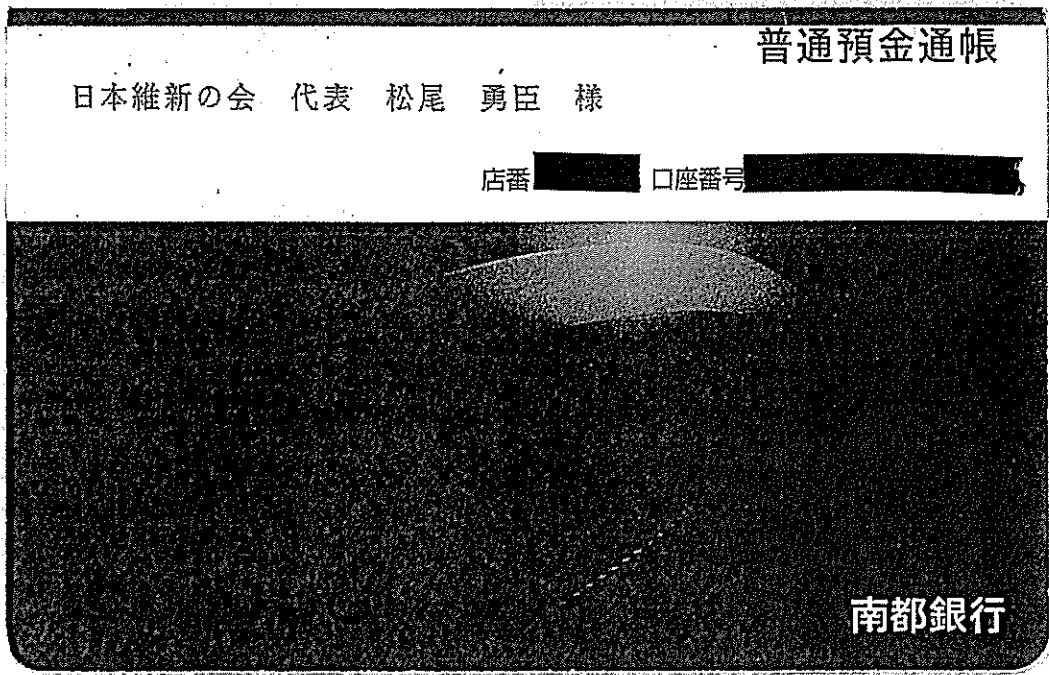 普通預金通帳
日本維新の会　代表　松尾　勇臣　様
店番　口座番号
南都銀行